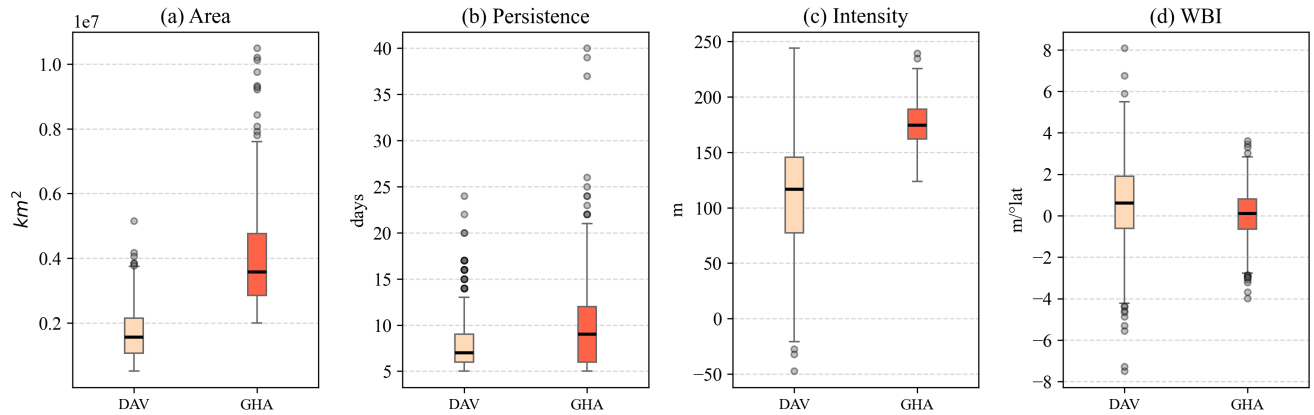 (a) Area
1e7
km²
1.0
0.8
0.6
0.4
0.2
DAV GHA
(b) Persistence
days
40
35
30
25
20
15
10
5
DAV GHA
(c) Intensity
m
250
200
150
100
50
0
−50
DAV GHA
(d) WBI
m/°lat
8
6
4
2
0
−2
−4
−6
−8
DAV GHA